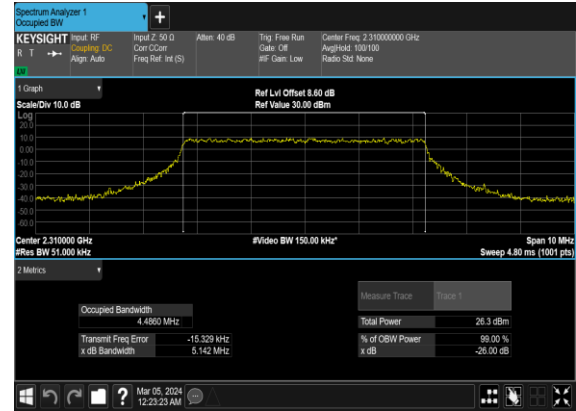 Spectrum Analyzer 1
Occupied BW
KEYSIGHT
R T
Input: RF
Coupling: DC
Align: Auto
Input Z: 50 Ω
Corr CCorr
Freq Ref: Int (S)
Atten: 40 dB
Trig: Free Run
Gate: Off
#IF Gain: Low
Center Freq: 2.310000000 GHz
Avg|Hold: 100/100
Radio Std: None
LV
1 Graph
Scale/Div 10.0 dB
Ref Lvl Offset 8.60 dB
Ref Value 30.00 dBm
Log
20.0
10.0
0.00
-10.0
-20.0
-30.0
-40.0
-50.0
-60.0
Center 2.310000 GHz
#Res BW 51.000 kHz
#Video BW 150.00 kHz*
Span 10 MHz
Sweep 4.80 ms (1001 pts)
2 Metrics
Measure Trace Trace 1
Occupied Bandwidth
4.4860 MHz
Total Power 26.3 dBm
Transmit Freq Error -15.329 kHz
% of OBW Power 99.00 %
x dB Bandwidth 5.142 MHz
x dB -26.00 dB
Mar 05, 2024
12:23:23 AM